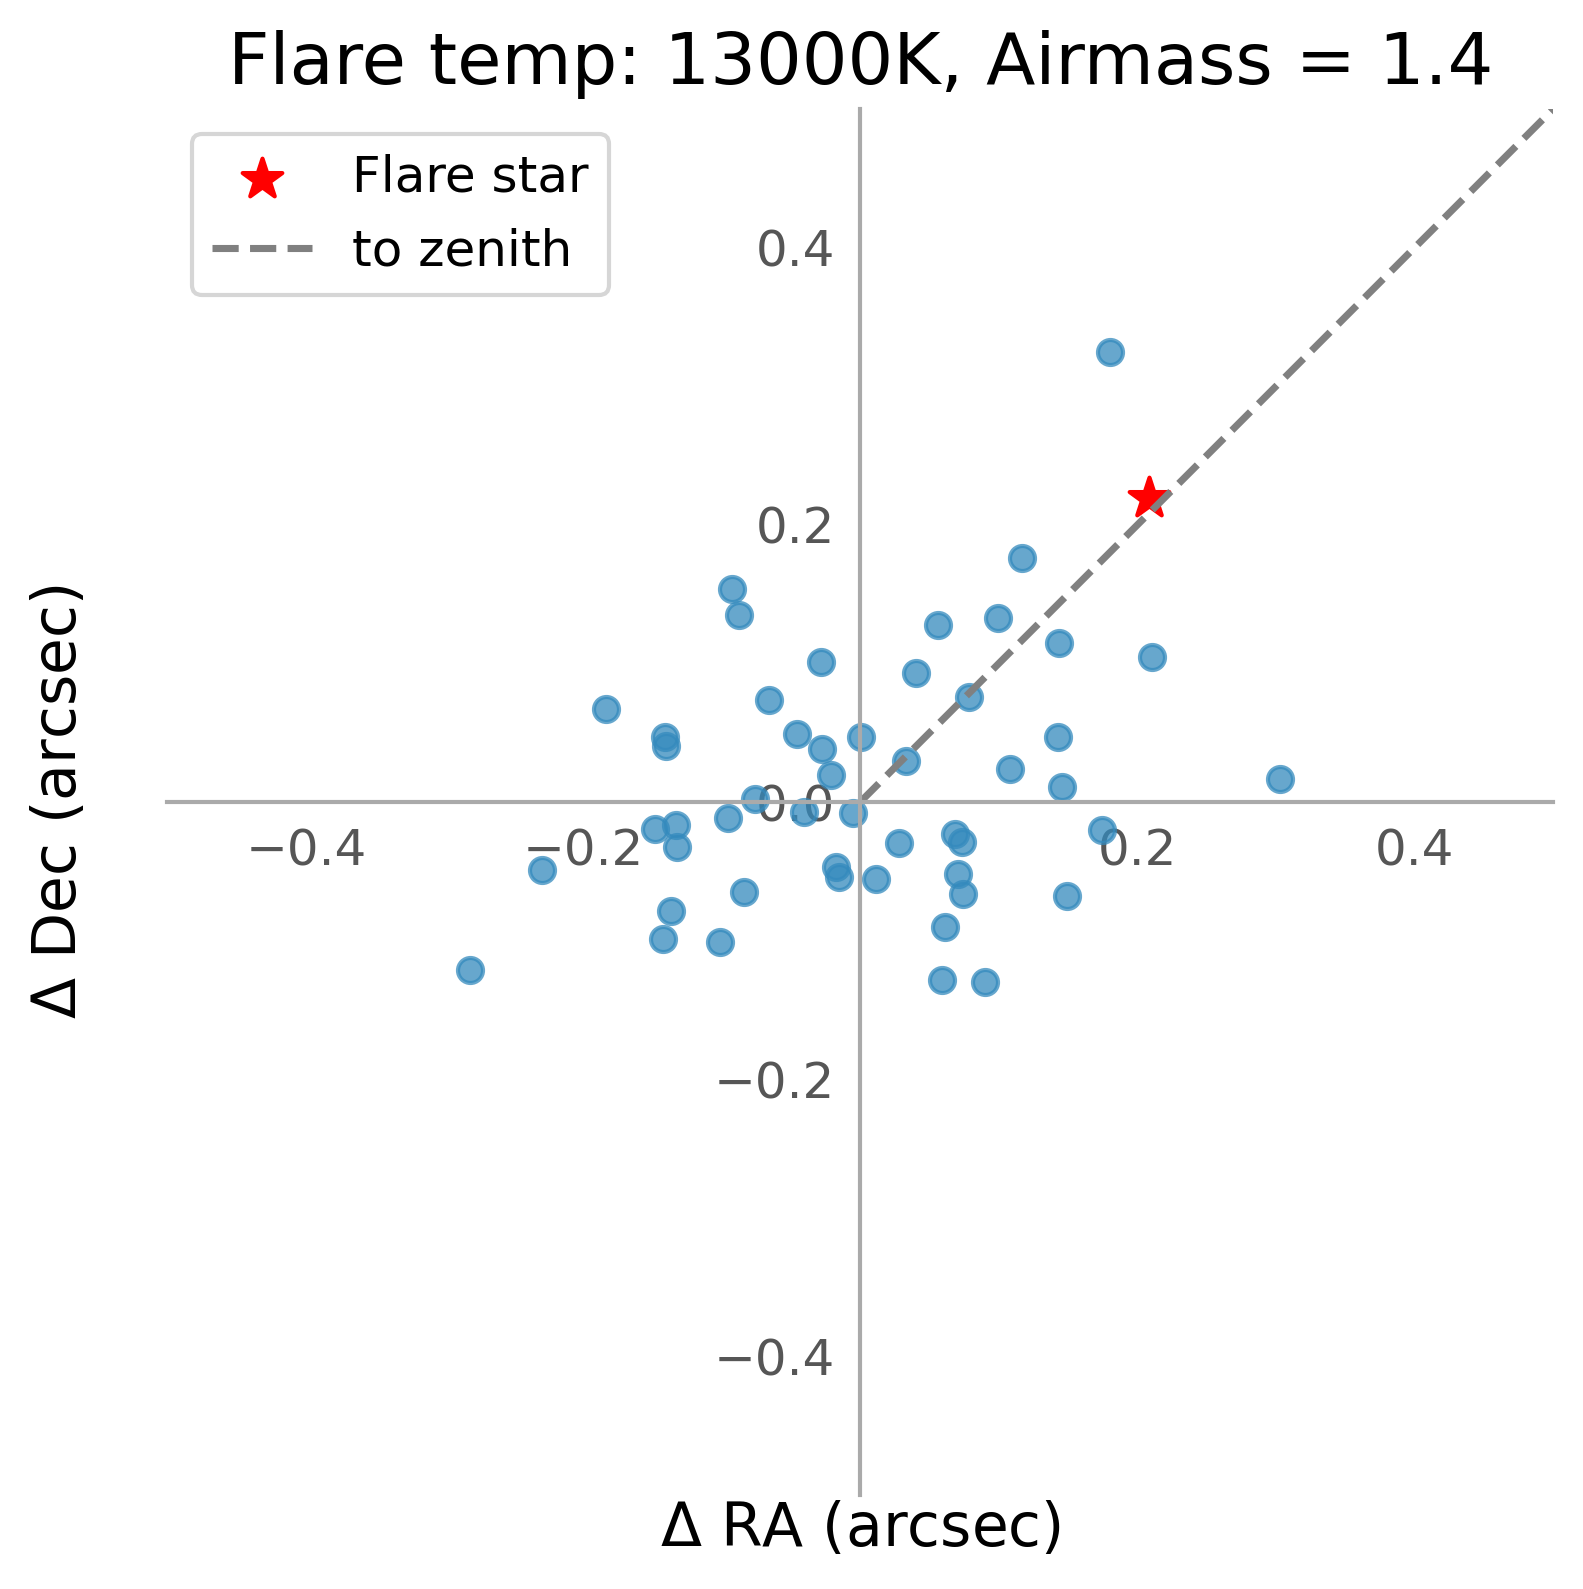 Flare temp: 13000K, Airmass = 1.4
Flare star
to zenith
0.4
0.2
0.0
−0.4
−0.2
0.2
0.4
−0.2
−0.4
Δ Dec (arcsec)
Δ RA (arcsec)